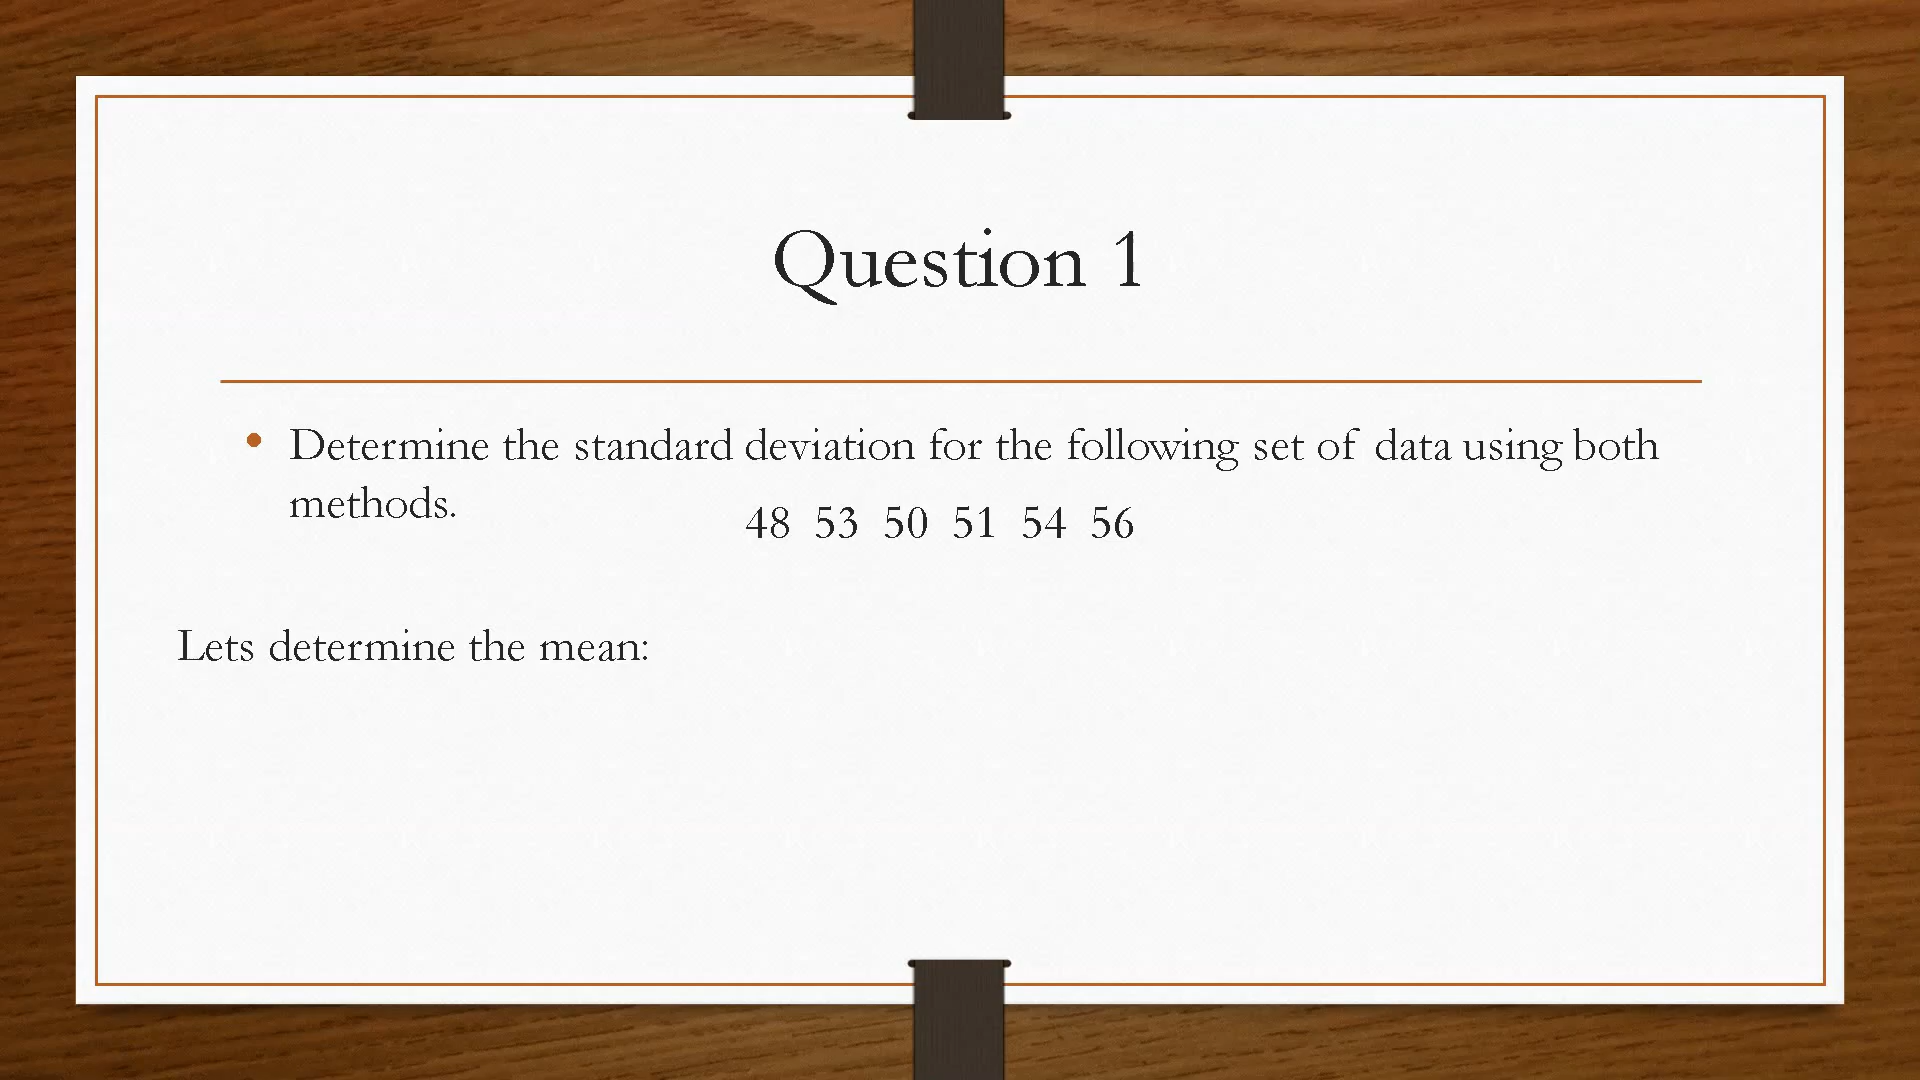 Question 1
• Determine the standard deviation for the following set of data using both
methods.
48 53 50 51 54 56
Lets determine the mean: